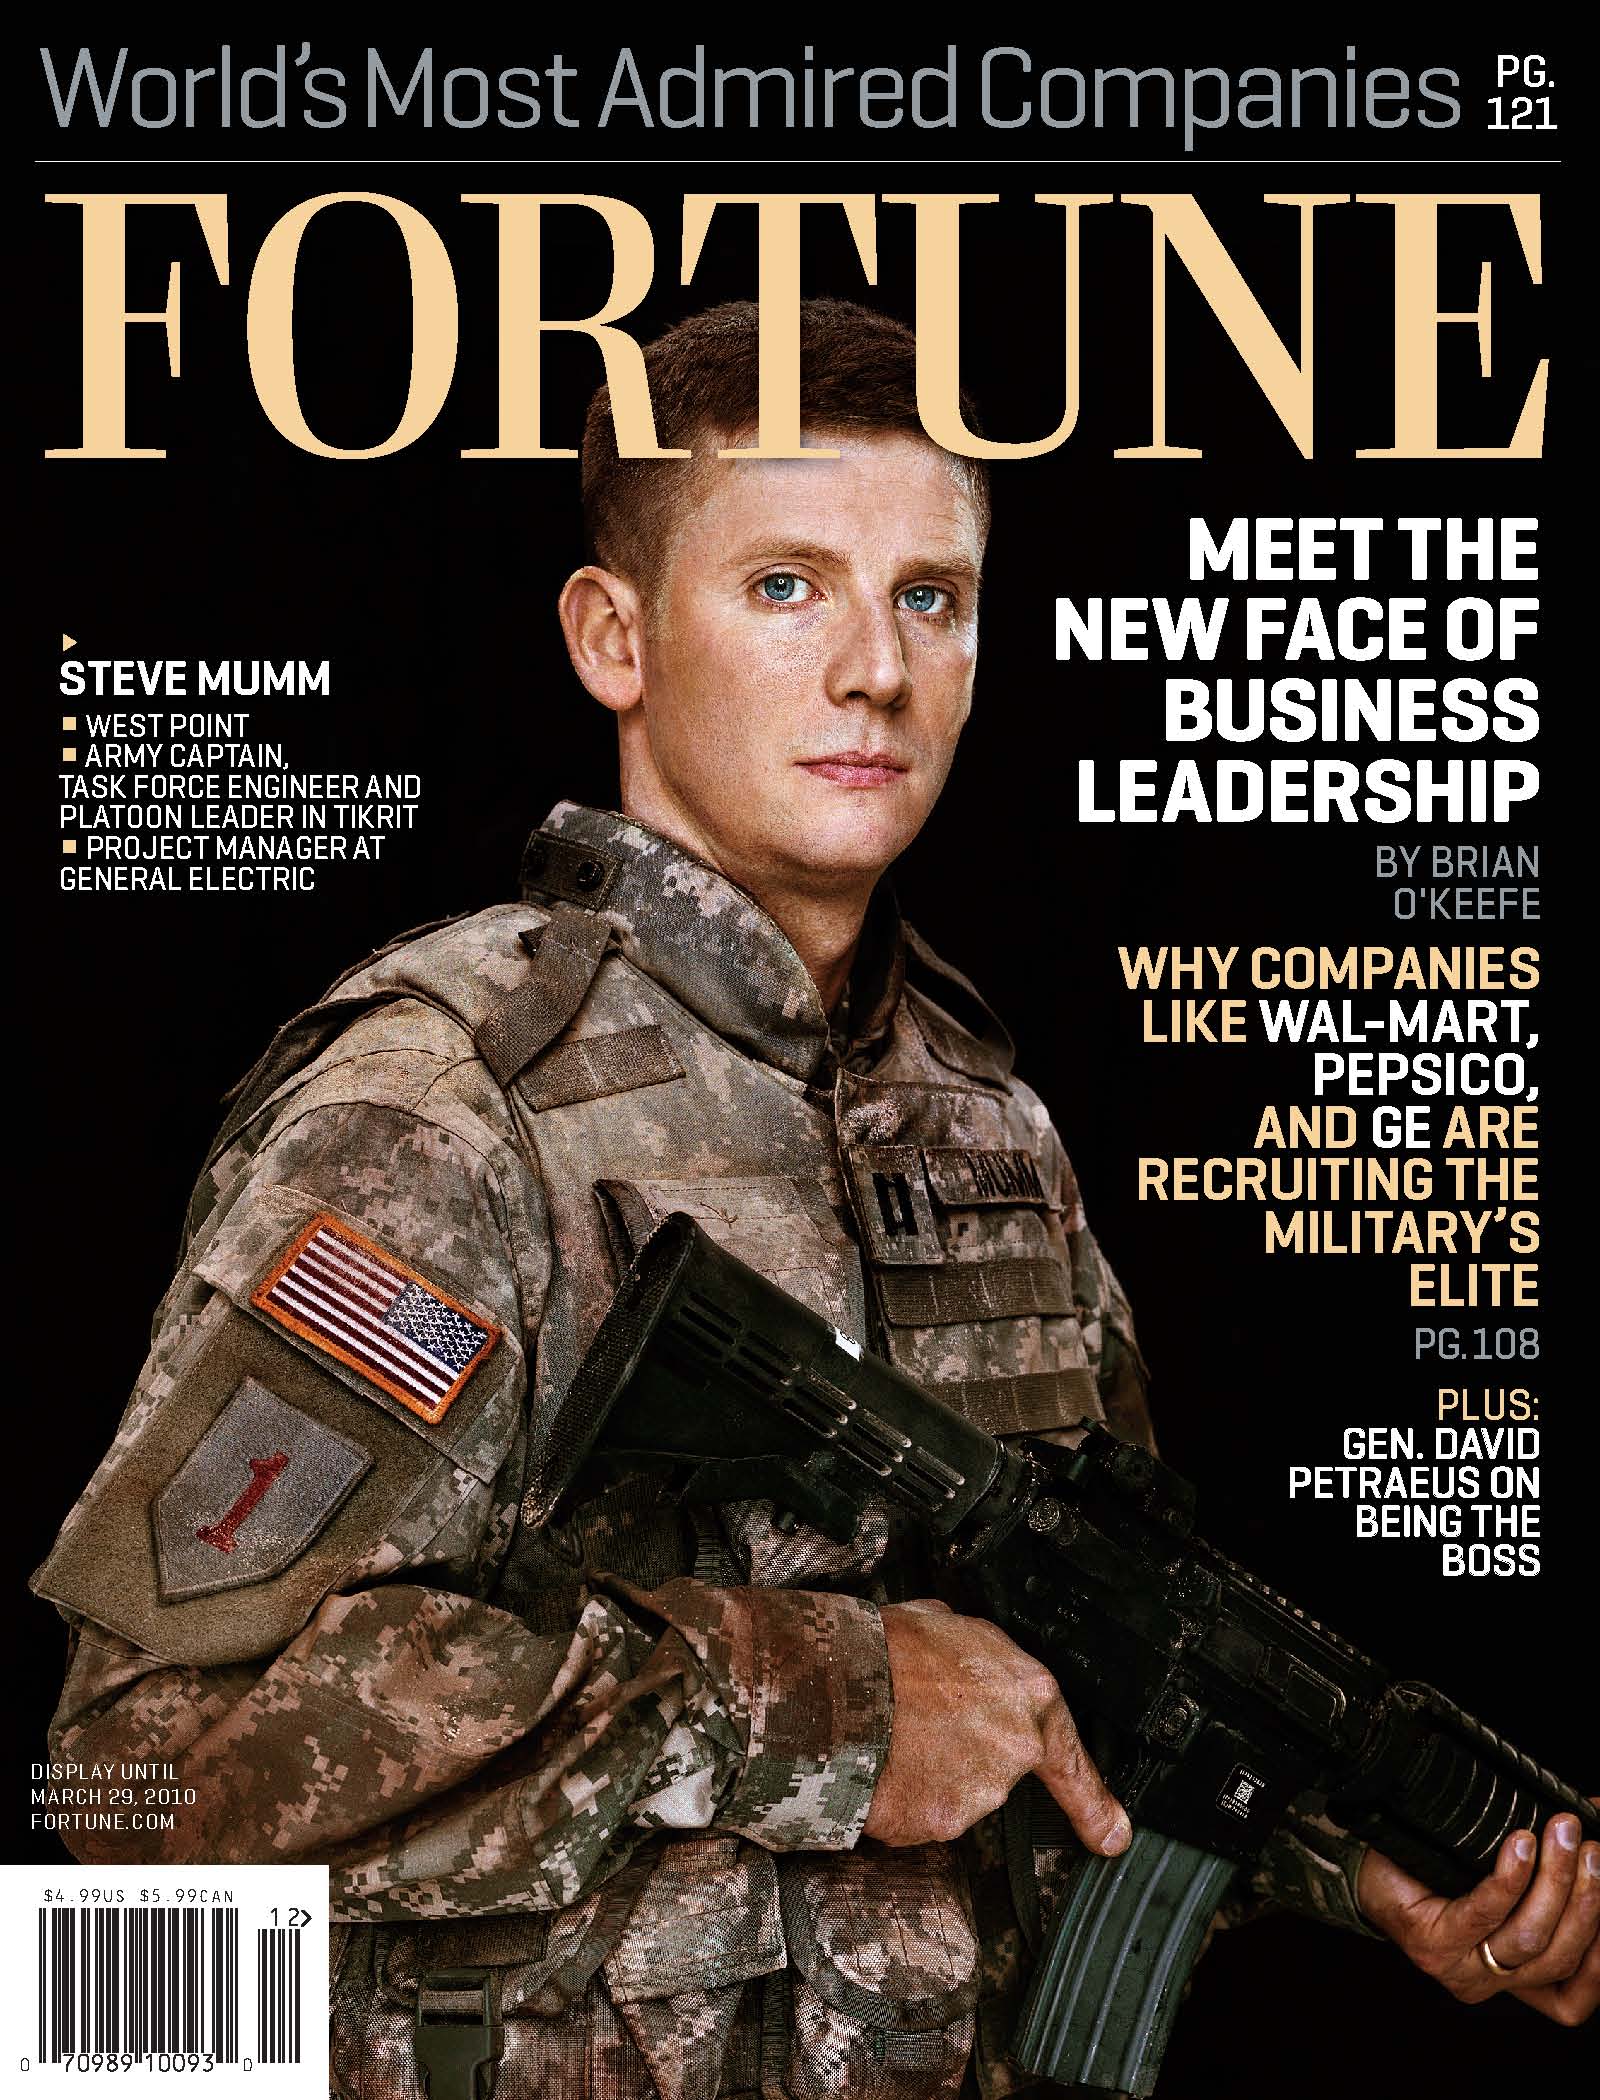 World's Most Admired Companies PG. 121
FORTUNE
MEET THE
NEW FACE OF
BUSINESS
LEADERSHIP
BY BRIAN
O'KEEFE
WHY COMPANIES
LIKE WAL-MART,
PEPSICO,
AND GE ARE
RECRUITING THE
MILITARY'S
ELITE
PG. 108
PLUS:
GEN. DAVID
PETRAEUS ON
BEING THE
BOSS
STEVE MUMM
WEST POINT
ARMY CAPTAIN,
TASK FORCE ENGINEER AND
PLATOON LEADER IN TIKRIT
PROJECT MANAGER AT
GENERAL ELECTRIC
MUMM
1
DISPLAY UNTIL
MARCH 29, 2010
FORTUNE.COM
$4.99US $5.99CAN
12>
0 70989 10093 0